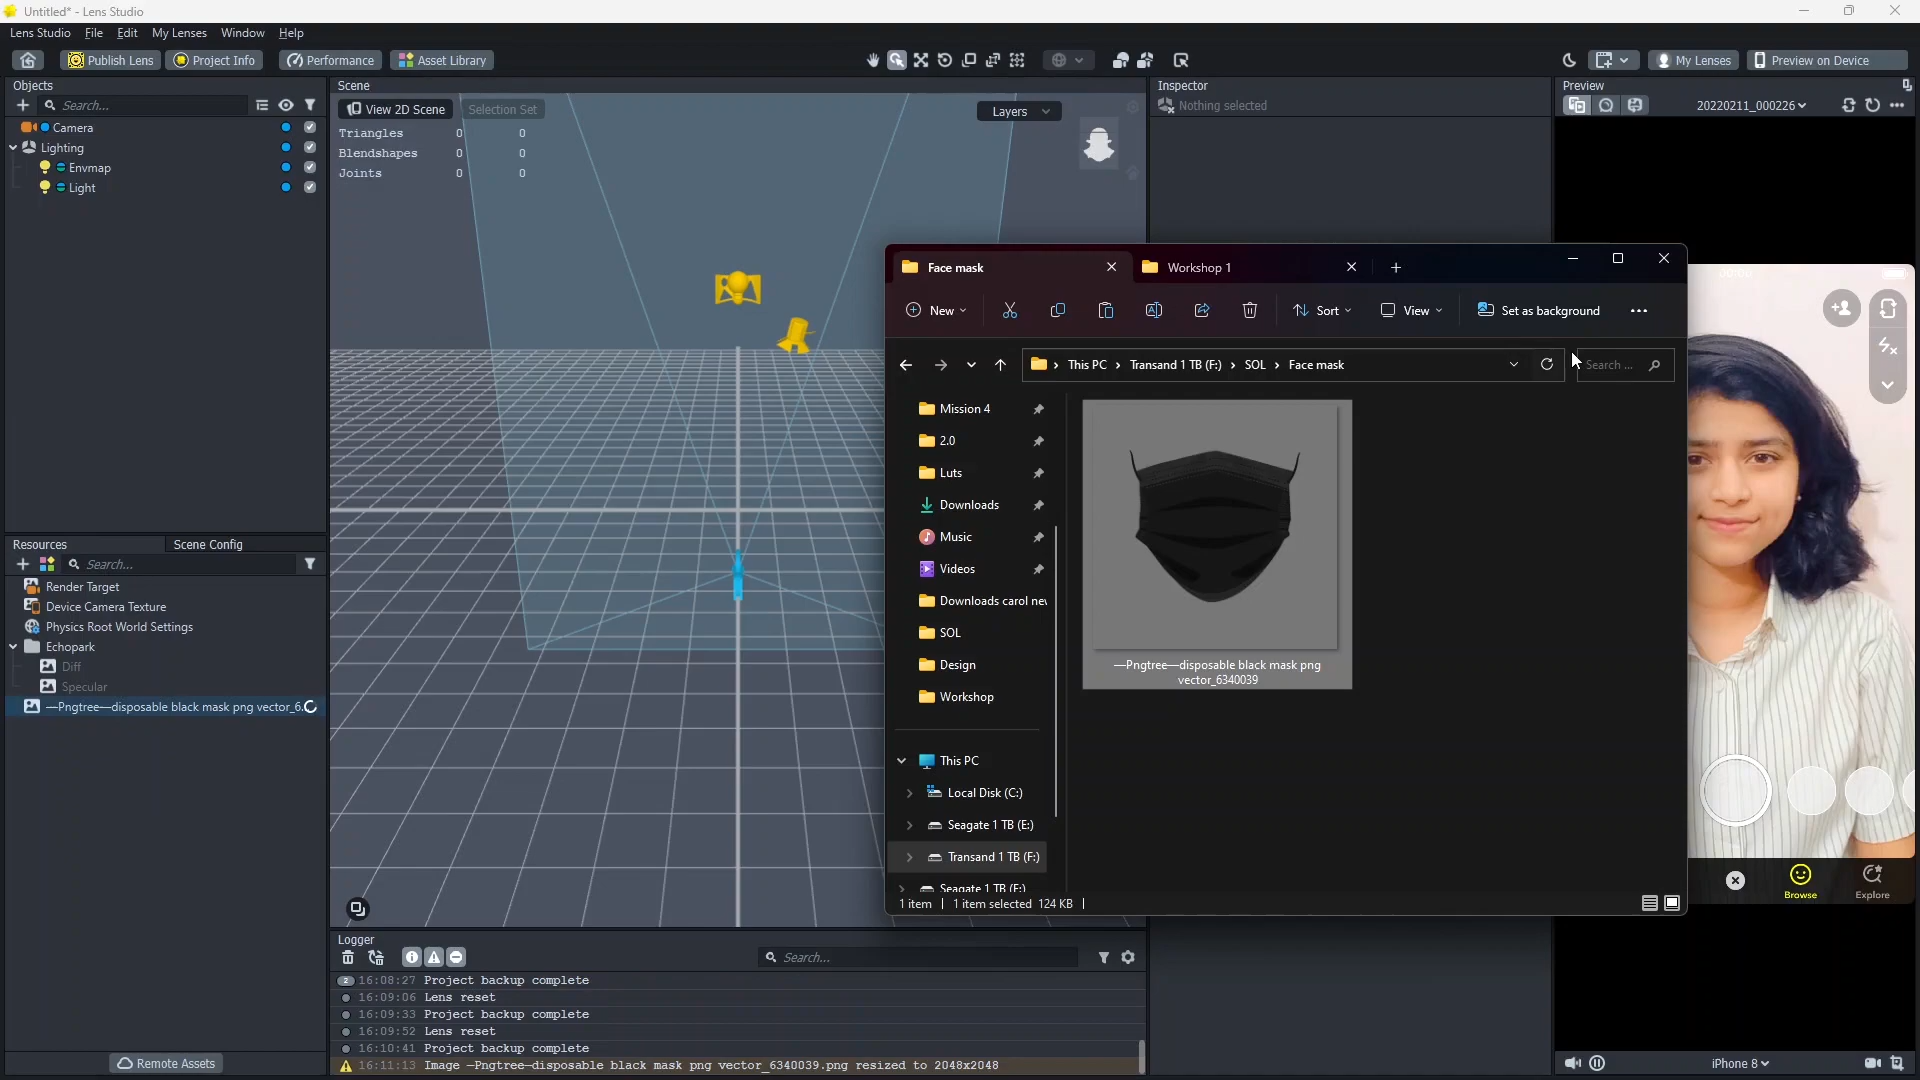 Untitled* - Lens Studio
Lens Studio File Edit My Lenses Window Help
Publish Lens Project Info Performance Asset Library My Lenses Preview on Device
Objects
Search...
Camera
Lighting
Envmap
Light
Resources Scene Config
Search...
Render Target
Device Camera Texture
Physics Root World Settings
Echopark
Diff
Specular
—Pngtree—disposable black mask png vector_6.
Remote Assets
Scene
View 2D Scene Selection Set Layers
Triangles 0 0
Blendshapes 0 0
Joints 0 0
Inspector
Nothing selected
Preview
20220211_000226
Face mask Workshop 1
New Sort View Set as background
This PC > Transand 1 TB (F:) > SOL > Face mask
Search ...
Mission 4
2.0
Luts
Downloads
Music
Videos
Downloads carol nev
SOL
Design
Workshop
This PC
Local Disk (C:)
Seagate 1 TB (E:)
Transand 1 TB (F:)
Seagate 1 TB (E:)
—Pngtree—disposable black mask png
vector_6340039
1 item 1 item selected 124 KB
Browse Explore
Logger
Search...
2 16:08:27 Project backup complete
16:09:06 Lens reset
16:09:33 Project backup complete
16:09:52 Lens reset
16:10:41 Project backup complete
16:11:13 Image —Pngtree—disposable black mask png vector_6340039.png resized to 2048x2048
iPhone 8